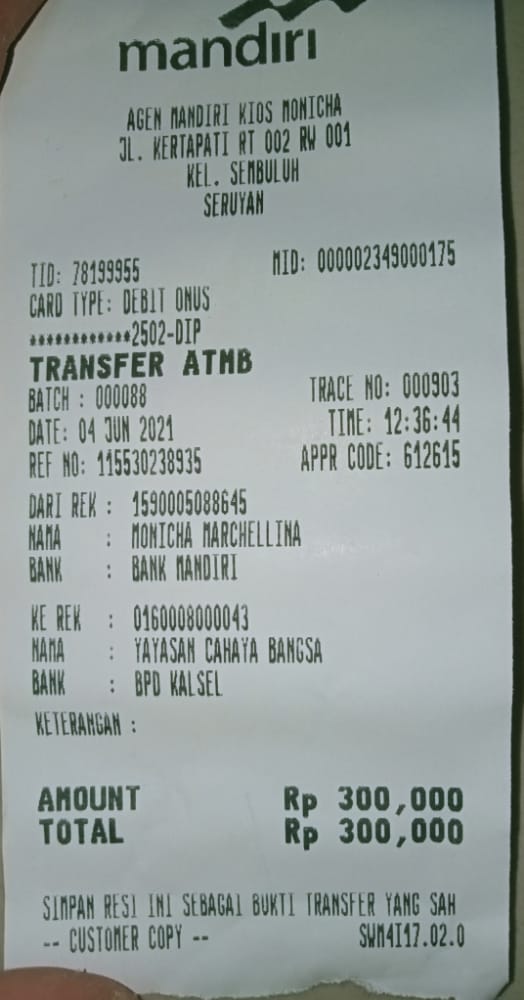 mandiri
AGEN MANDIRI KIOS MONICHA
JL. KERTAPATI RT 002 RW 001
KEL. SEMBULUH
SERUYAN
TID: 78199955 MID: 000002349000175
CARD TYPE: DEBIT ONUS
************2502-DIP
TRANSFER ATMB
BATCH : 000088 TRACE NO: 000903
DATE: 04 JUN 2021 TIME: 12:36:44
REF NO: 115530238935 APPR CODE: 612615
DARI REK : 1590005088645
NAMA : MONICHA MARCHELLINA
BANK : BANK MANDIRI
KE REK : 0160008000043
NAMA : YAYASAN CAHAYA BANGSA
BANK : BPD KALSEL
KETERANGAN :
AMOUNT Rp 300,000
TOTAL Rp 300,000
SIMPAN RESI INI SEBAGAI BUKTI TRANSFER YANG SAH
-- CUSTOMER COPY -- SWM4I17.02.0